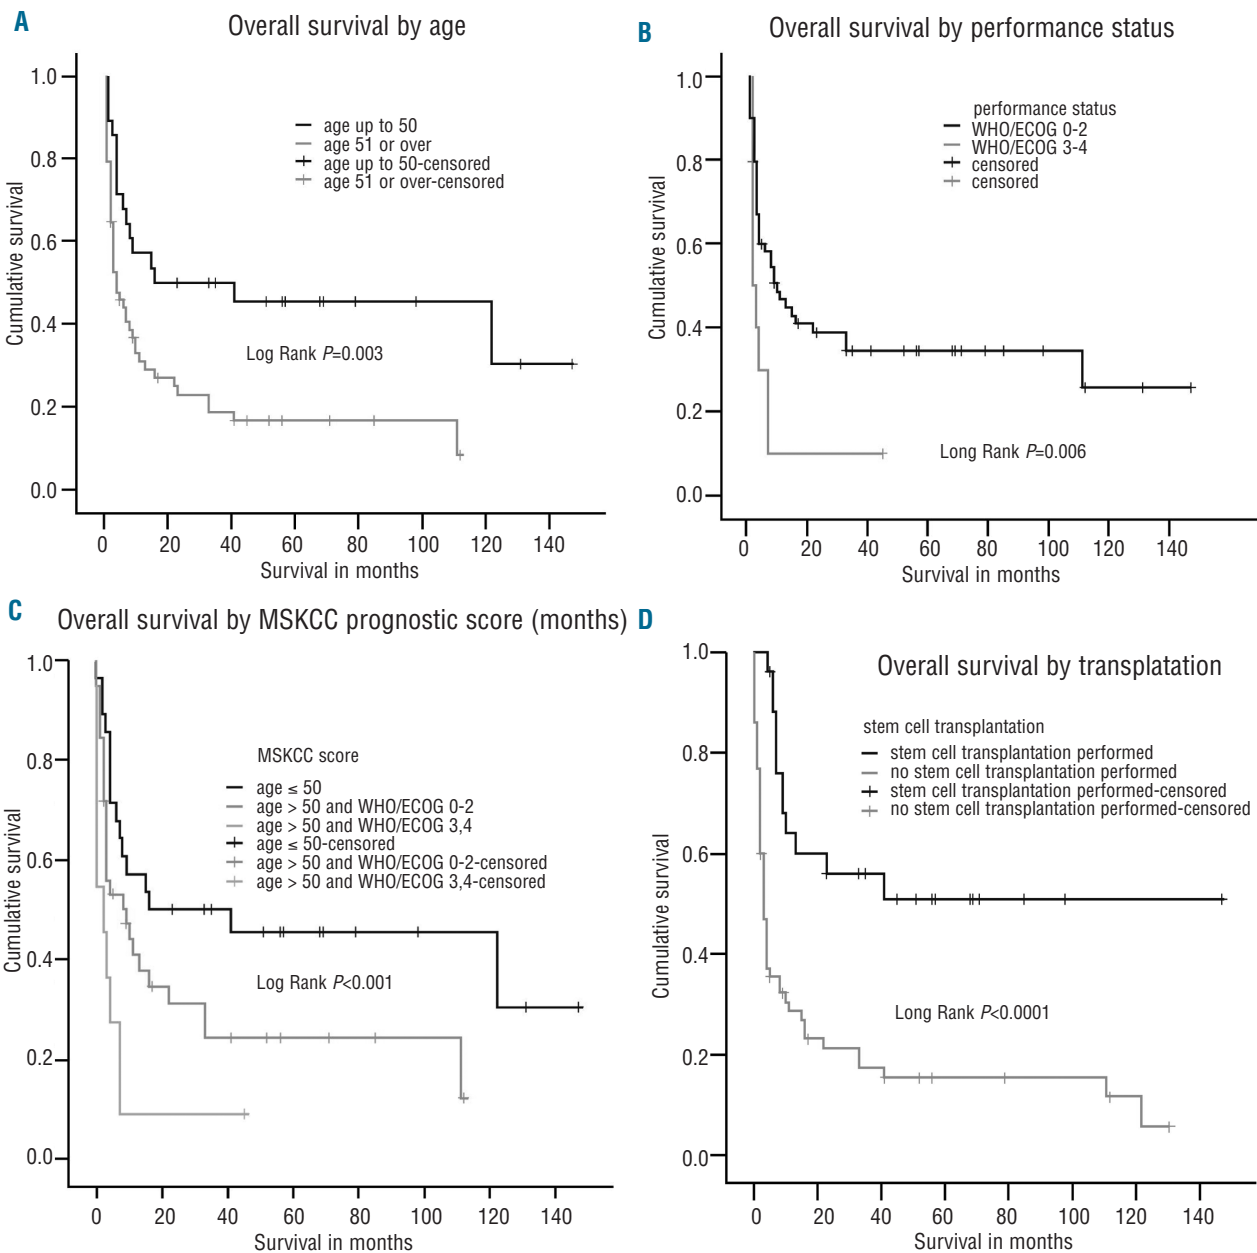 A
Overall survival by age
1.0
0.8
0.6
0.4
0.2
0.0
Cumulative survival
age up to 50
age 51 or over
age up to 50-censored
age 51 or over-censored
Log Rank P=0.003
0 20 40 60 80 100 120 140
Survival in months
B
Overall survival by performance status
1.0
0.8
0.6
0.4
0.2
0.0
Cumulative survival
performance status
WHO/ECOG 0-2
WHO/ECOG 3-4
censored
censored
Long Rank P=0.006
0 20 40 60 80 100 120 140
Survival in months
C
Overall survival by MSKCC prognostic score (months)
1.0
0.8
0.6
0.4
0.2
0.0
Cumulative survival
MSKCC score
age ≤ 50
age > 50 and WHO/ECOG 0-2
age > 50 and WHO/ECOG 3,4
age ≤ 50-censored
age > 50 and WHO/ECOG 0-2-censored
age > 50 and WHO/ECOG 3,4-censored
Log Rank P<0.001
0 20 40 60 80 100 120 140
Survival in months
D
Overall survival by transplatation
1.0
0.8
0.6
0.4
0.2
0.0
Cumulative survival
stem cell transplantation
stem cell transplantation performed
no stem cell transplantation performed
stem cell transplantation performed-censored
no stem cell transplantation performed-censored
Long Rank P<0.0001
0 20 40 60 80 100 120 140
Survival in months